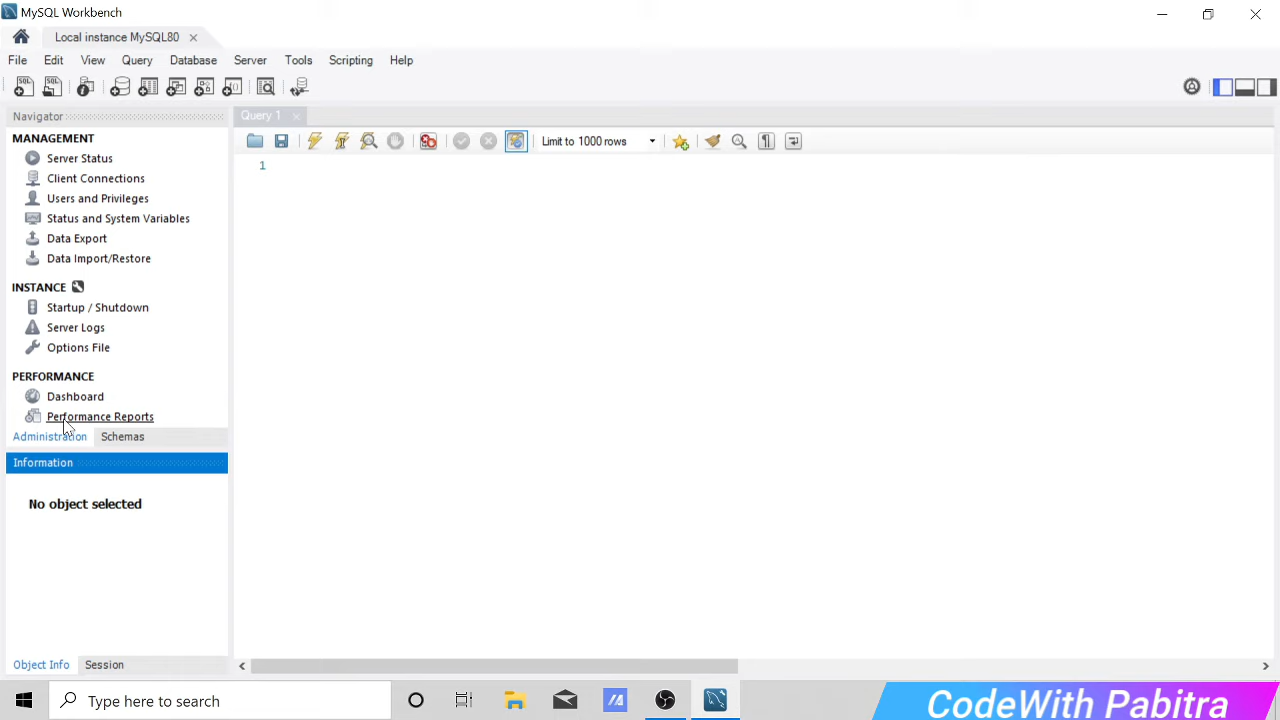 MySQL Workbench
Local instance MySQL80
File Edit View Query Database Server Tools Scripting Help
Navigator
MANAGEMENT
Server Status
Client Connections
Users and Privileges
Status and System Variables
Data Export
Data Import/Restore
INSTANCE
Startup / Shutdown
Server Logs
Options File
PERFORMANCE
Dashboard
Performance Reports
Administration Schemas
Information
No object selected
Object Info Session
Query 1
Limit to 1000 rows
1
Type here to search
CodeWith Pabitra